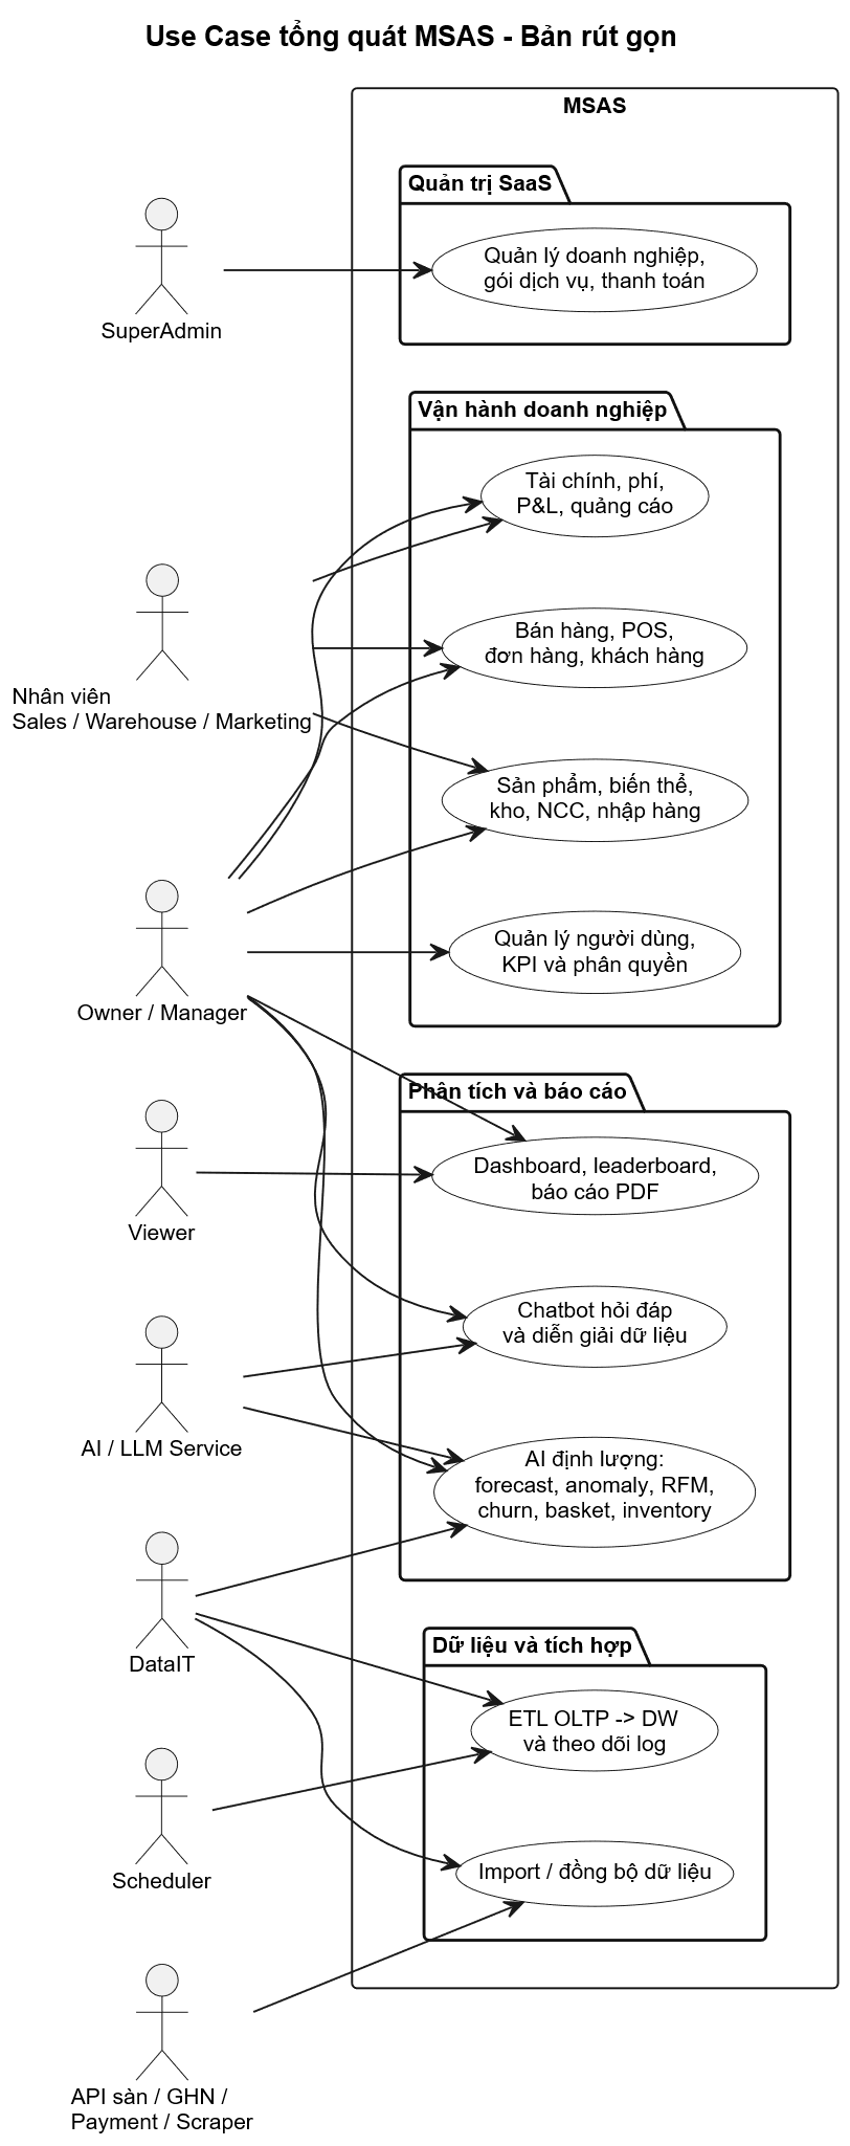 Use Case tổng quát MSAS - Bản rút gọn
MSAS
Quản trị SaaS
Quản lý doanh nghiệp,
gói dịch vụ, thanh toán
SuperAdmin
Vận hành doanh nghiệp
Tài chính, phí,
P&L, quảng cáo
Bán hàng, POS,
đơn hàng, khách hàng
Nhân viên
Sales / Warehouse / Marketing
Sản phẩm, biến thể,
kho, NCC, nhập hàng
Quản lý người dùng,
KPI và phân quyền
Owner / Manager
Phân tích và báo cáo
Dashboard, leaderboard,
báo cáo PDF
Viewer
Chatbot hỏi đáp
và diễn giải dữ liệu
AI / LLM Service
AI định lượng:
forecast, anomaly, RFM,
churn, basket, inventory
DataIT
Dữ liệu và tích hợp
ETL OLTP -> DW
và theo dõi log
Scheduler
Import / đồng bộ dữ liệu
API sàn / GHN /
Payment / Scraper